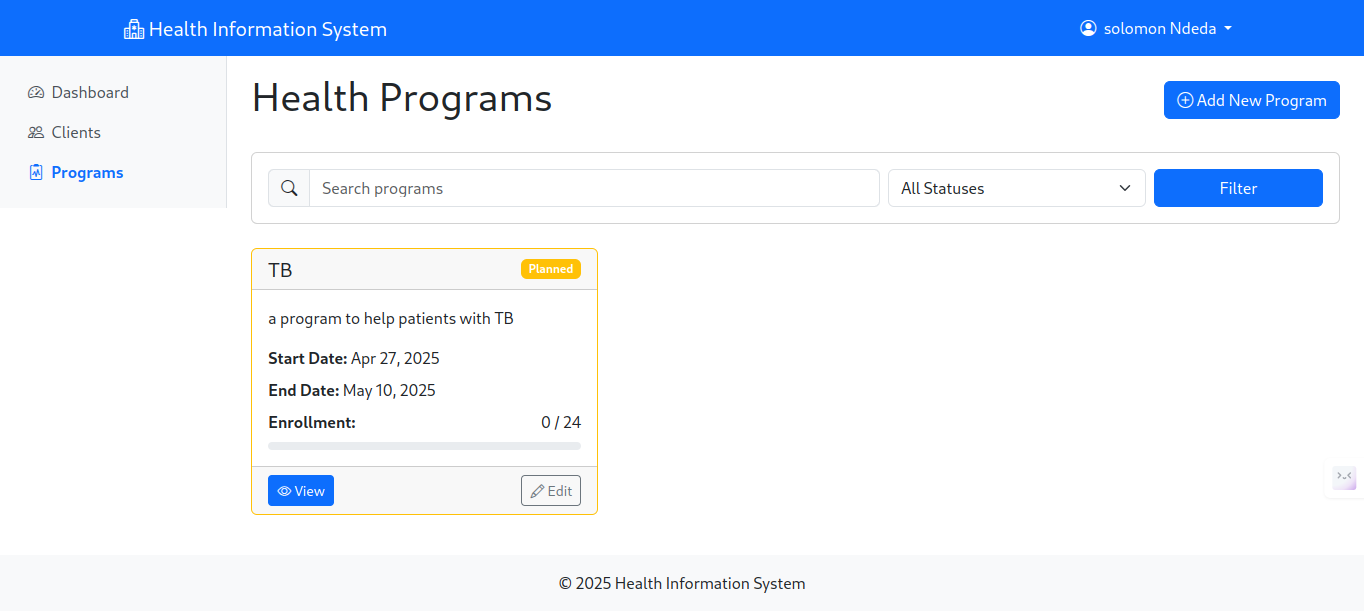 Health Information System
solomon Ndeda
Dashboard
Clients
Programs
Health Programs
Add New Program
Search programs
All Statuses
Filter
TB
Planned
a program to help patients with TB
Start Date: Apr 27, 2025
End Date: May 10, 2025
Enrollment: 0 / 24
View
Edit
© 2025 Health Information System